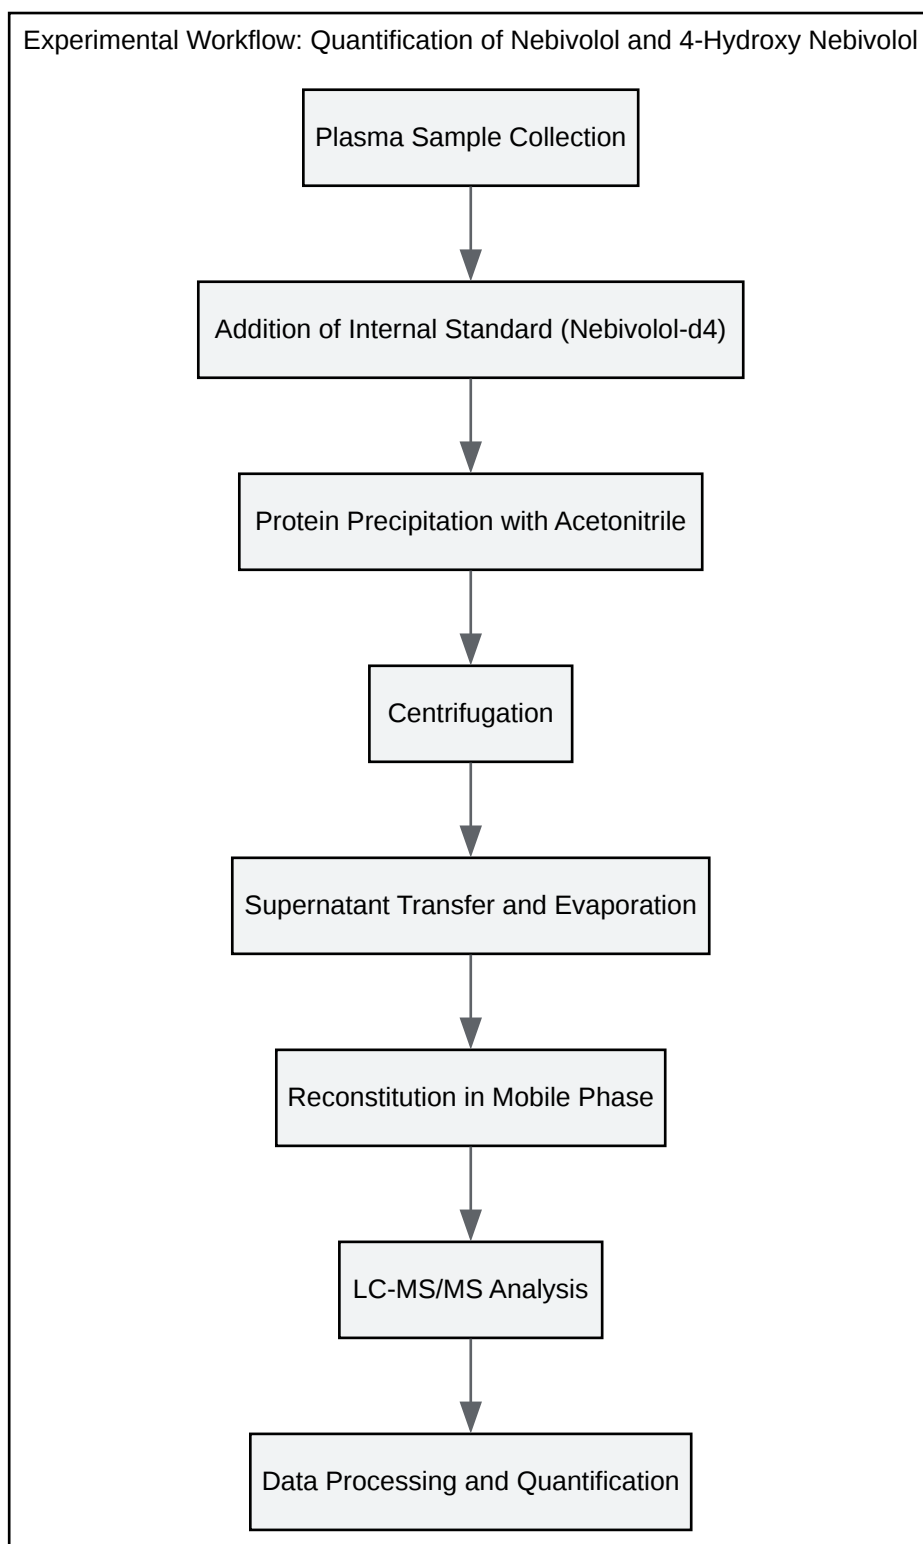 Experimental Workflow: Quantification of Nebivolol and 4-Hydroxy Nebivolol
Plasma Sample Collection
Addition of Internal Standard (Nebivolol-d4)
Protein Precipitation with Acetonitrile
Centrifugation
Supernatant Transfer and Evaporation
Reconstitution in Mobile Phase
LC-MS/MS Analysis
Data Processing and Quantification